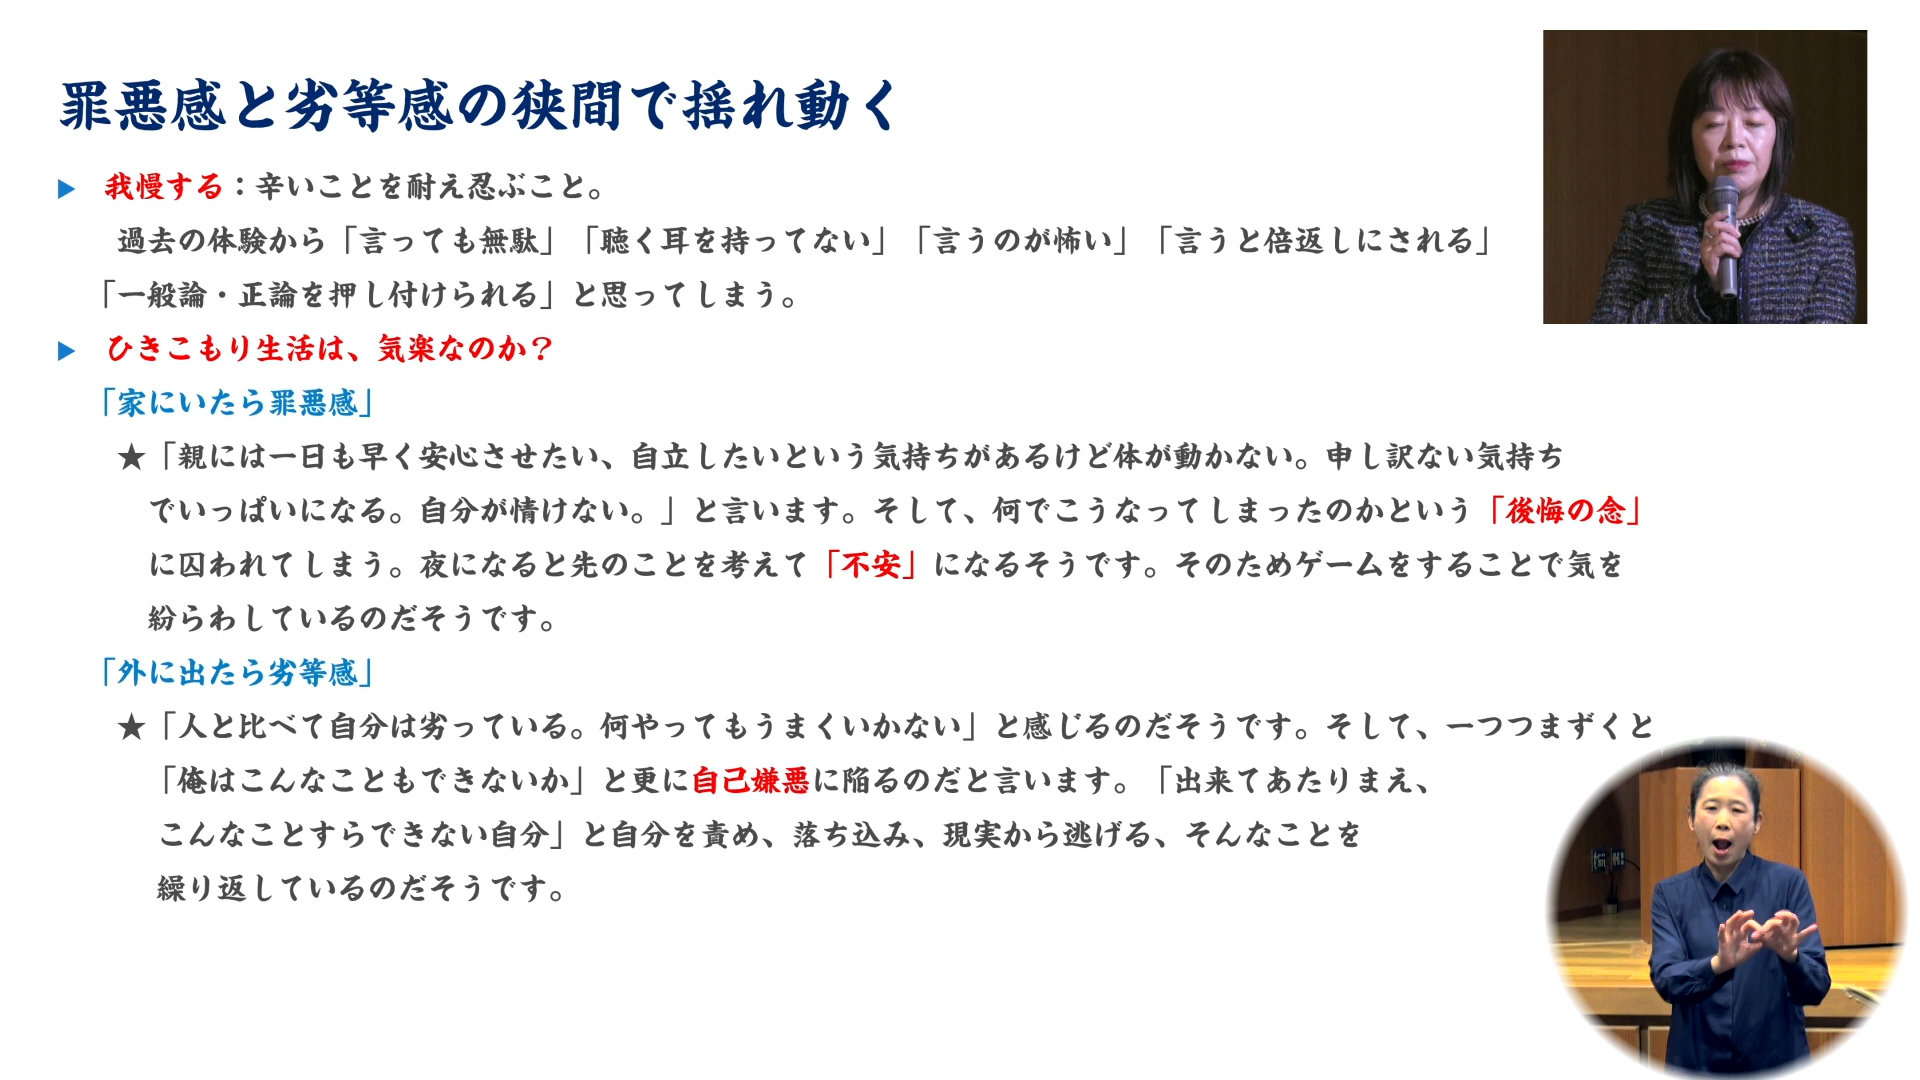 罪悪感と劣等感の狭間で揺れ動く
▶ 我慢する：辛いことを耐え忍ぶこと。
過去の体験から「言っても無駄」「聴く耳を持ってない」「言うのが怖い」「言うと倍返しにされる」
「一般論・正論を押し付けられる」と思ってしまう。
▶ ひきこもり生活は、気楽なのか？
「家にいたら罪悪感」
★「親には一日も早く安心させたい、自立したいという気持ちがあるけど体が動かない。申し訳ない気持ち
でいっぱいになる。自分が情けない。」と言います。そして、何でこうなってしまったのかという「後悔の念」
に囚われてしまう。夜になると先のことを考えて「不安」になるそうです。そのためゲームをすることで気を
紛らわしているのだそうです。
「外に出たら劣等感」
★「人と比べて自分は劣っている。何やってもうまくいかない」と感じるのだそうです。そして、一つつまずくと
「俺はこんなこともできないか」と更に自己嫌悪に陥るのだと言います。「出来てあたりまえ、
こんなことすらできない自分」と自分を責め、落ち込み、現実から逃げる、そんなことを
繰り返しているのだそうです。